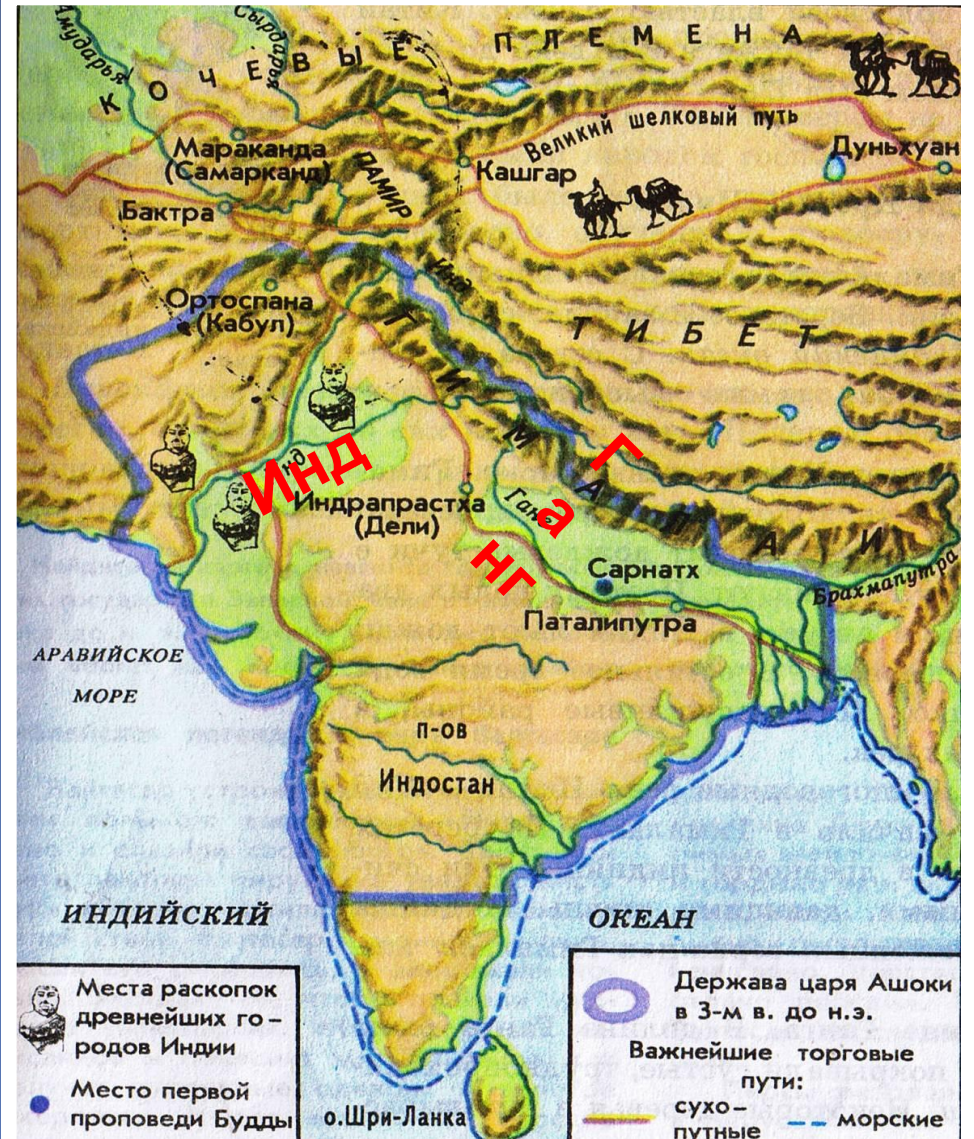 Амударья
Сырдарья
КОЧЕВЫЕ ПЛЕМЕНА
Великий шелковый путь
Мараканда
(Самарканд)
ПАМИР
Кашгар
Дуньхуан
Бактра
Инд
Ортоспана
(Кабул)
ТИБЕТ
ГИМАЛАИ
Инд
Г
а
нг
Индрапрастха
(Дели)
Сарнатх
Брахмапутра
Паталипутра
АРАВИЙСКОЕ
МОРЕ
п-ов
Индостан
ИНДИЙСКИЙ ОКЕАН
Места раскопок
древнейших го-
родов Индии
Место первой
проповеди Будды
о.Шри-Ланка
Держава царя Ашоки
в 3-м в. до н.э.
Важнейшие торговые
пути:
сухо-
путные
морские